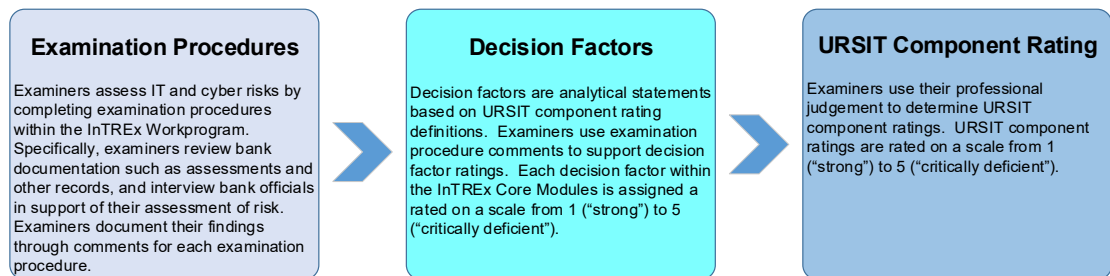 Examination Procedures
Examiners assess IT and cyber risks by
completing examination procedures
within the InTREx Workprogram.
Specifically, examiners review bank
documentation such as assessments and
other records, and interview bank officials
in support of their assessment of risk.
Examiners document their findings
through comments for each examination
procedure.
Decision Factors
Decision factors are analytical statements
based on URSIT component rating
definitions.  Examiners use examination
procedure comments to support decision
factor ratings.  Each decision factor within
the InTREx Core Modules is assigned a
rated on a scale from 1 (“strong”) to 5
(“critically deficient”).
URSIT Component Rating
Examiners use their professional
judgement to determine URSIT
component ratings.  URSIT component
ratings are rated on a scale from 1
(“strong”) to 5 (“critically deficient”).